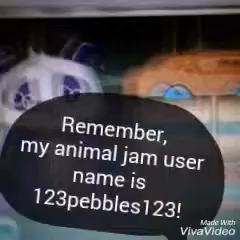 Remember,
my animal jam user
name is
123pebbles123!
Made With
VivaVideo